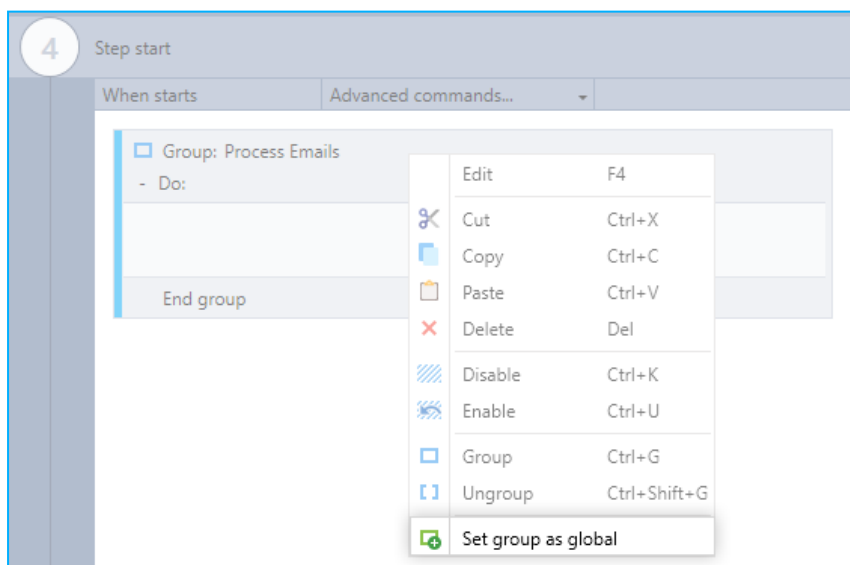 4 Step start
When starts Advanced commands...
Group: Process Emails
- Do:
End group
Edit F4
Cut Ctrl+X
Copy Ctrl+C
Paste Ctrl+V
Delete Del
Disable Ctrl+K
Enable Ctrl+U
Group Ctrl+G
Ungroup Ctrl+Shift+G
Set group as global